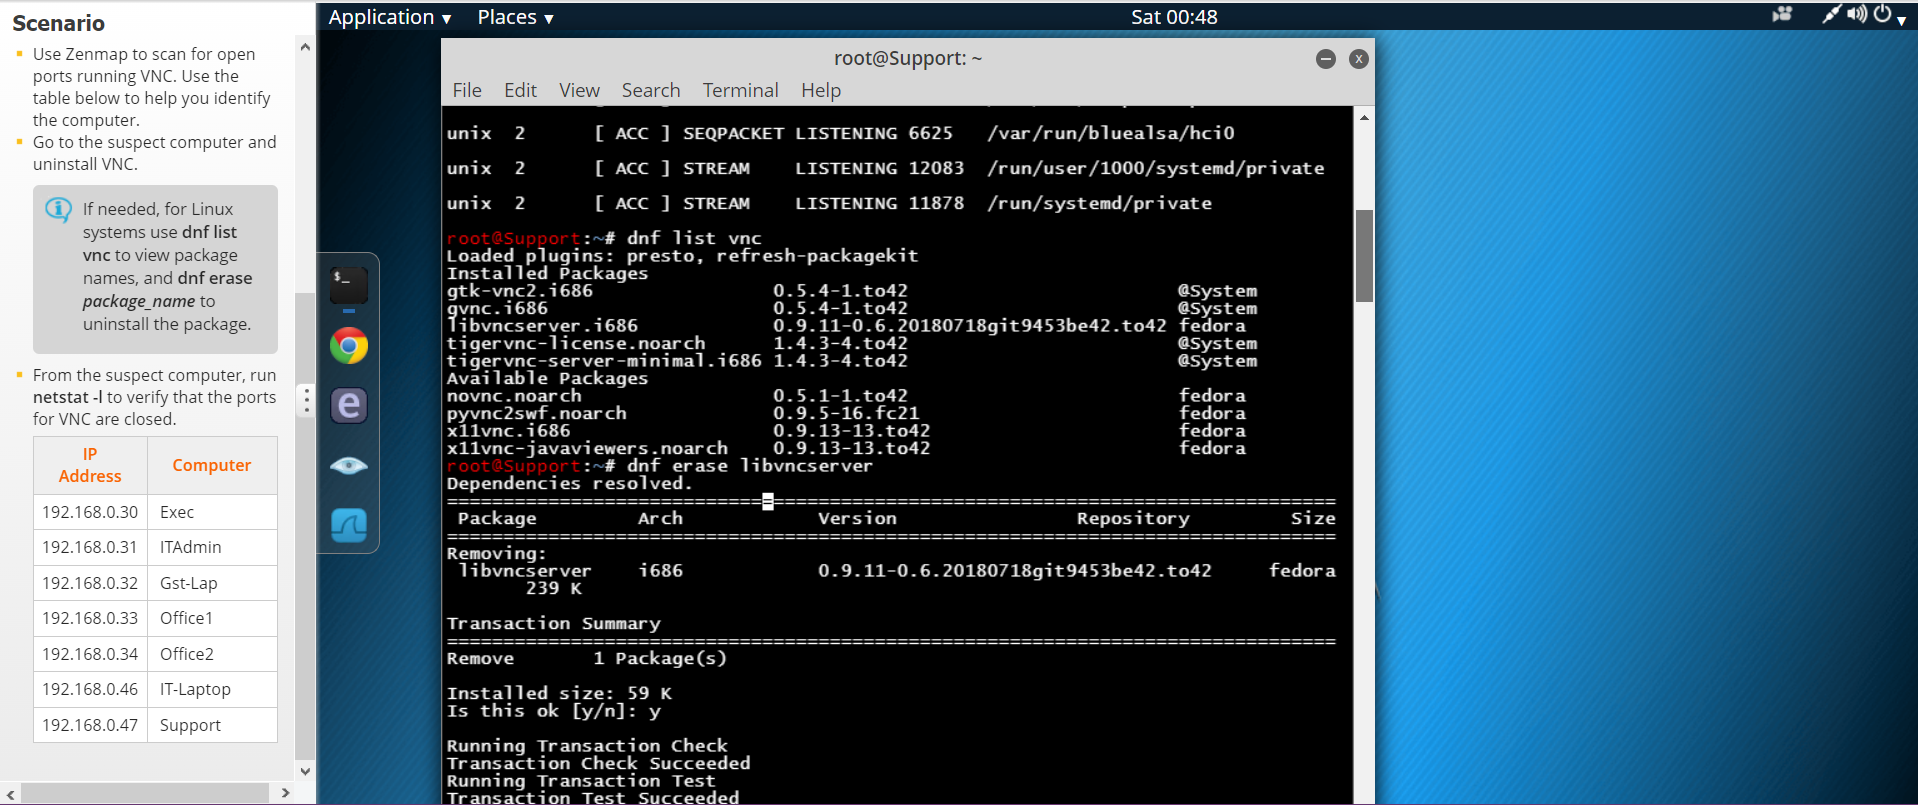 Scenario
Use Zenmap to scan for open
ports running VNC. Use the
table below to help you identify
the computer.
Go to the suspect computer and
uninstall VNC.
If needed, for Linux
systems use dnf list
vnc to view package
names, and dnf erase
package_name to
uninstall the package.
From the suspect computer, run
netstat -l to verify that the ports
for VNC are closed.
IP
Address Computer
192.168.0.30 Exec
192.168.0.31 ITAdmin
192.168.0.32 Gst-Lap
192.168.0.33 Office1
192.168.0.34 Office2
192.168.0.46 IT-Laptop
192.168.0.47 Support
Application Places Sat 00:48
root@Support: ~
File Edit View Search Terminal Help
unix 2 [ ACC ] SEQPACKET LISTENING 6625 /var/run/bluealsa/hci0
unix 2 [ ACC ] STREAM LISTENING 12083 /run/user/1000/systemd/private
unix 2 [ ACC ] STREAM LISTENING 11878 /run/systemd/private
root@Support:~# dnf list vnc
Loaded plugins: presto, refresh-packagekit
Installed Packages
gtk-vnc2.i686 0.5.4-1.to42 @System
gvnc.i686 0.5.4-1.to42 @System
libvncserver.i686 0.9.11-0.6.20180718git9453be42.to42 fedora
tigervnc-license.noarch 1.4.3-4.to42 @System
tigervnc-server-minimal.i686 1.4.3-4.to42 @System
Available Packages
novnc.noarch 0.5.1-1.to42 fedora
pyvnc2swf.noarch 0.9.5-16.fc21 fedora
x11vnc.i686 0.9.13-13.to42 fedora
x11vnc-javaviewers.noarch 0.9.13-13.to42 fedora
root@Support:~# dnf erase libvncserver
Dependencies resolved.
===============================================================================
Package Arch Version Repository Size
===============================================================================
Removing:
libvncserver i686 0.9.11-0.6.20180718git9453be42.to42 fedora
239 K
Transaction Summary
===============================================================================
Remove 1 Package(s)
Installed size: 59 K
Is this ok [y/n]: y
Running Transaction Check
Transaction Check Succeeded
Running Transaction Test
Transaction Test Succeeded